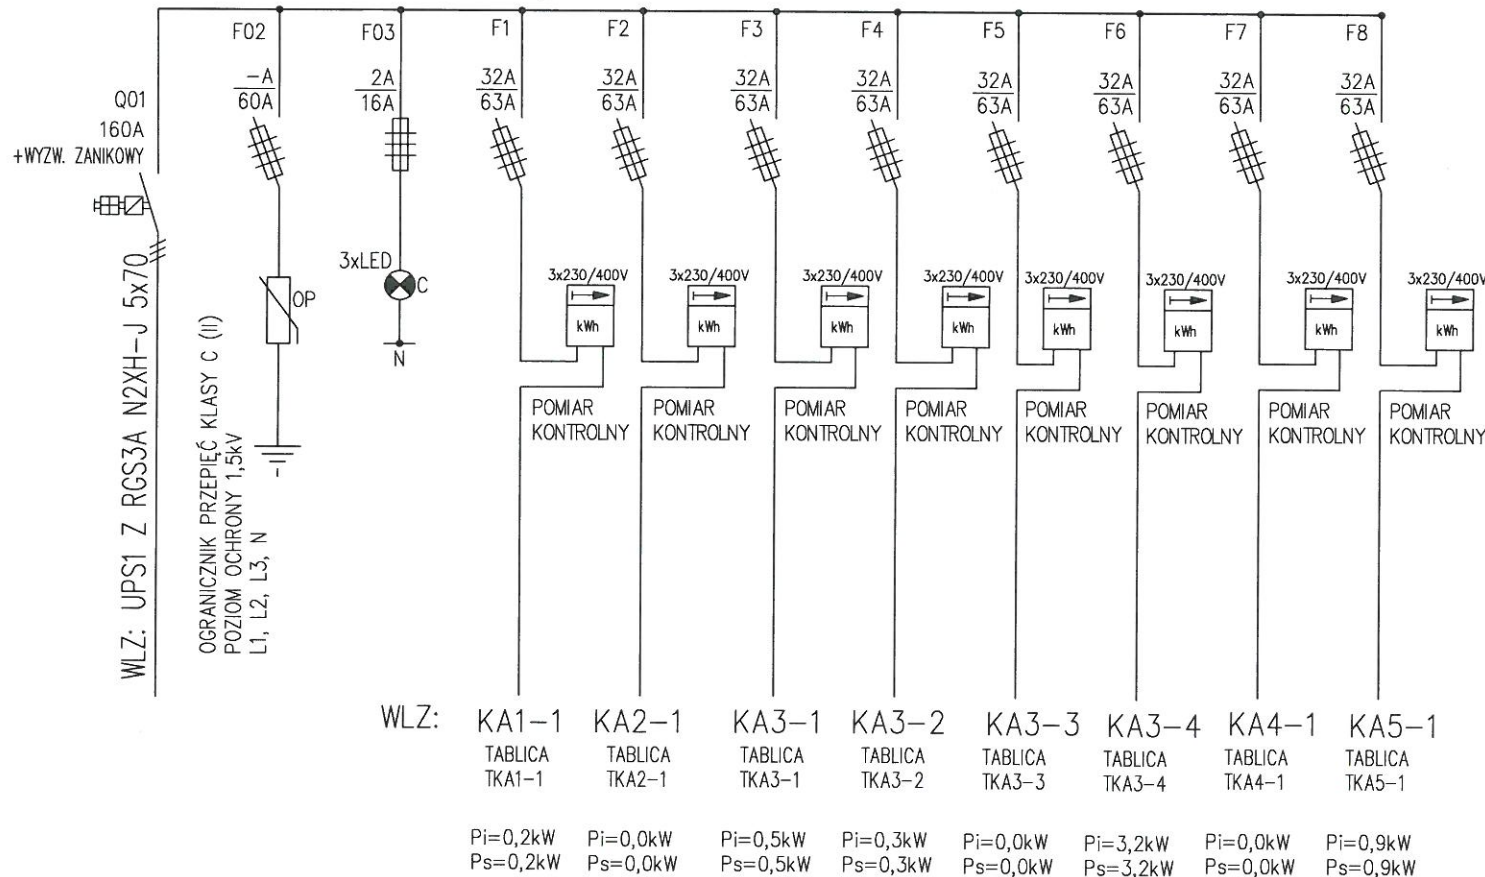 F02 F03 F1 F2 F3 F4 F5 F6 F7 F8
-A 2A 32A 32A 32A 32A 32A 32A 32A 32A
60A 16A 63A 63A 63A 63A 63A 63A 63A 63A
Q01
160A
+WYZW. ZANIKOWY
WLZ: UPS1 Z RGS3A N2XH-J 5x70
OGRANICZNIK PRZEPIĘĆ KLASY C (II)
POZIOM OCHRONY 1,5kV
L1, L2, L3, N
OP
3xLED
C
N
3x230/400V 3x230/400V 3x230/400V 3x230/400V 3x230/400V 3x230/400V 3x230/400V 3x230/400V
kWh kWh kWh kWh kWh kWh kWh kWh
POMIAR POMIAR POMIAR POMIAR POMIAR POMIAR POMIAR POMIAR
KONTROLNY KONTROLNY KONTROLNY KONTROLNY KONTROLNY KONTROLNY KONTROLNY KONTROLNY
WLZ: KA1-1 KA2-1 KA3-1 KA3-2 KA3-3 KA3-4 KA4-1 KA5-1
TABLICA TABLICA TABLICA TABLICA TABLICA TABLICA TABLICA TABLICA
TKA1-1 TKA2-1 TKA3-1 TKA3-2 TKA3-3 TKA3-4 TKA4-1 TKA5-1
Pi=0,2kW Pi=0,0kW Pi=0,5kW Pi=0,3kW Pi=0,0kW Pi=3,2kW Pi=0,0kW Pi=0,9kW
Ps=0,2kW Ps=0,0kW Ps=0,5kW Ps=0,3kW Ps=0,0kW Ps=3,2kW Ps=0,0kW Ps=0,9kW